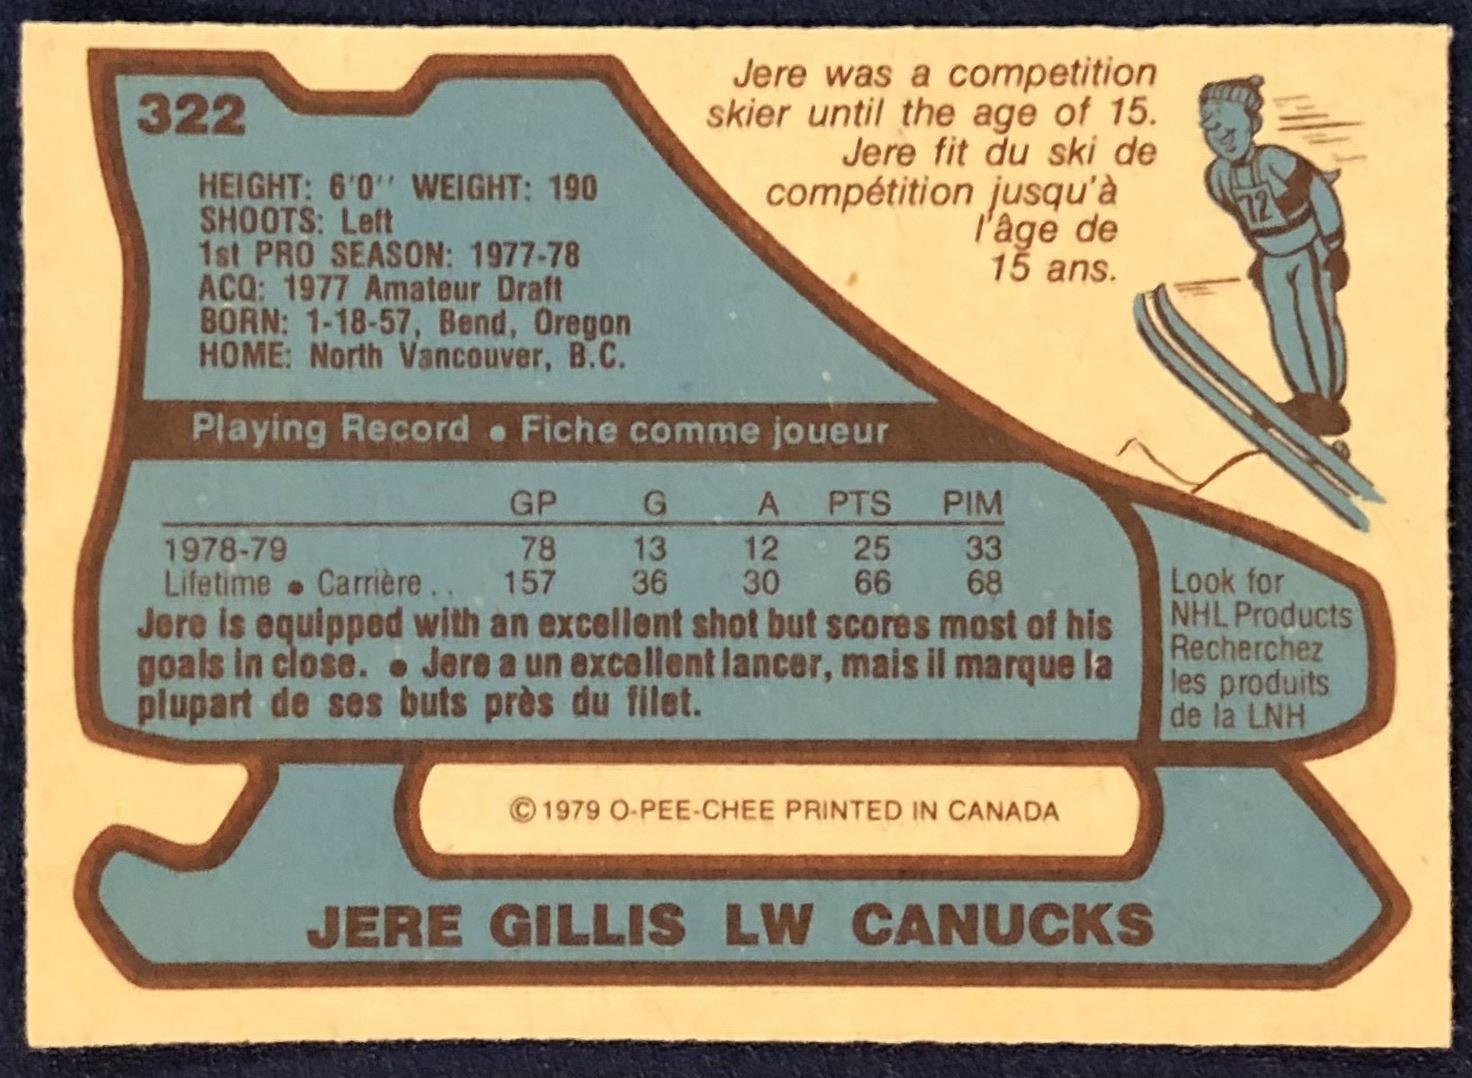 322
HEIGHT: 6'0'' WEIGHT: 190
SHOOTS: Left
1st PRO SEASON: 1977-78
ACQ: 1977 Amateur Draft
BORN: 1-18-57, Bend, Oregon
HOME: North Vancouver, B.C.
Jere was a competition
skier until the age of 15.
Jere fit du ski de
compétition jusqu'à
l'âge de
15 ans.
12
Playing Record • Fiche comme joueur
GP G A PTS PIM
1978-79 78 13 12 25 33
Lifetime • Carrière .. 157 36 30 66 68
Jere is equipped with an excellent shot but scores most of his
goals in close. • Jere a un excellent lancer, mais il marque la
plupart de ses buts près du filet.
Look for
NHL Products
Recherchez
les produits
de la LNH
©1979 O-PEE-CHEE PRINTED IN CANADA
JERE GILLIS LW CANUCKS